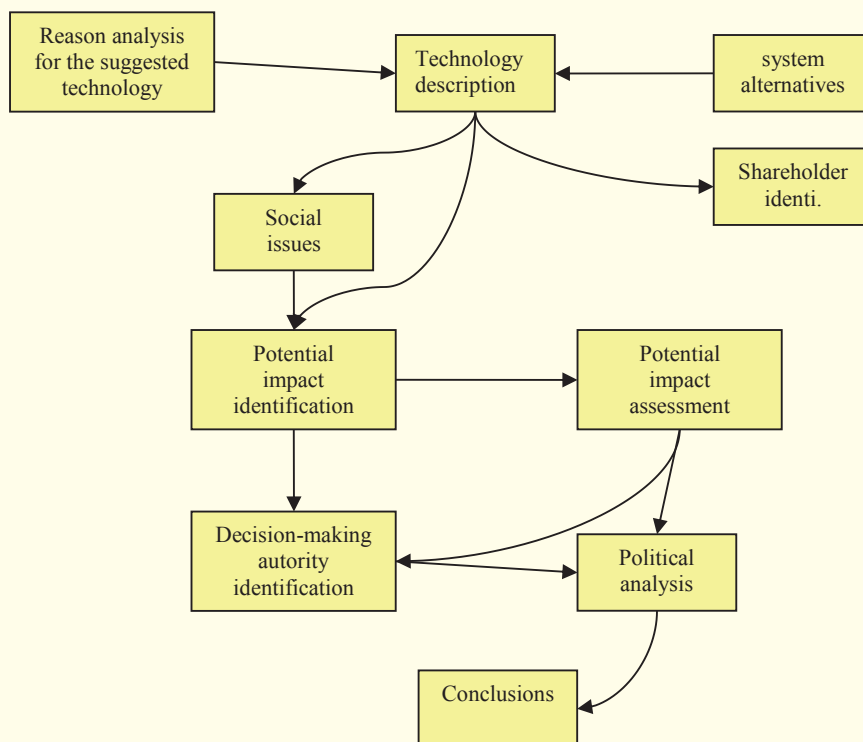 Reason analysis
for the suggested
technology
Technology
description
system
alternatives
Shareholder
identi.
Social
issues
Potential
impact
identification
Potential
impact
assessment
Decision-making
autority
identification
Political
analysis
Conclusions